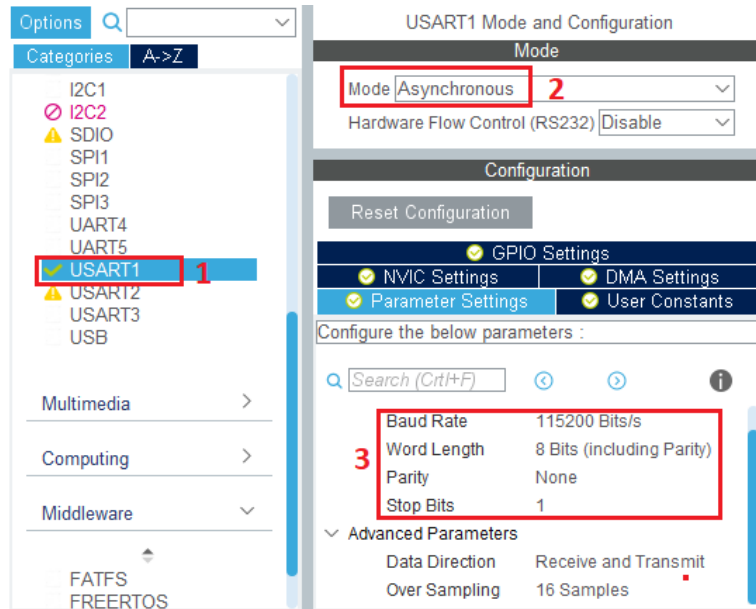 Options
Categories A->Z
I2C1
I2C2
SDIO
SPI1
SPI2
SPI3
UART4
UART5
USART1 1
USART2
USART3
USB
Multimedia
Computing
Middleware
FATFS
FREERTOS
USART1 Mode and Configuration
Mode
Mode Asynchronous 2
Hardware Flow Control (RS232) Disable
Configuration
Reset Configuration
GPIO Settings
NVIC Settings DMA Settings
Parameter Settings User Constants
Configure the below parameters :
Search (Crtl+F)
Baud Rate 115200 Bits/s
3 Word Length 8 Bits (including Parity)
Parity None
Stop Bits 1
Advanced Parameters
Data Direction Receive and Transmit
Over Sampling 16 Samples